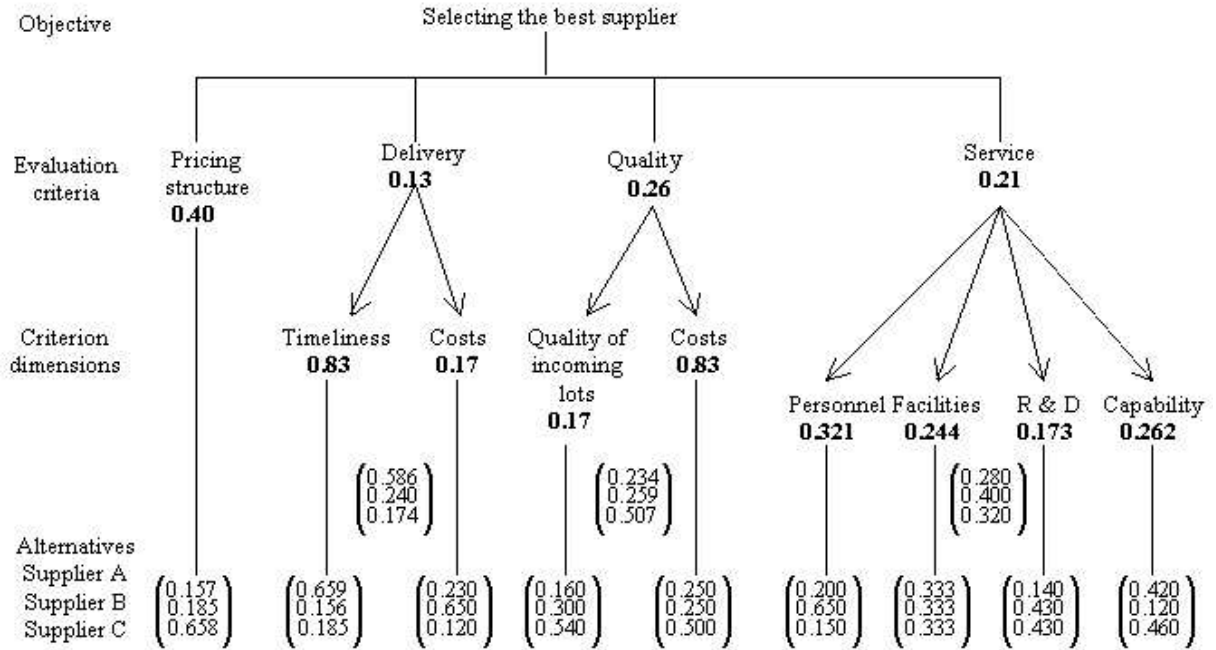 Objective
Selecting the best supplier
Evaluation
criteria
Pricing
structure
0.40
Delivery
0.13
Quality
0.26
Service
0.21
Criterion
dimensions
Timeliness
0.83
Costs
0.17
Quality of
incoming
lots
0.17
Costs
0.83
Personnel
0.321
Facilities
0.244
R & D
0.173
Capability
0.262
0.586
0.240
0.174
0.234
0.259
0.507
0.280
0.400
0.320
Alternatives
Supplier A
Supplier B
Supplier C
0.157
0.185
0.658
0.659
0.156
0.185
0.230
0.650
0.120
0.160
0.300
0.540
0.250
0.250
0.500
0.200
0.650
0.150
0.333
0.333
0.333
0.140
0.430
0.430
0.420
0.120
0.460